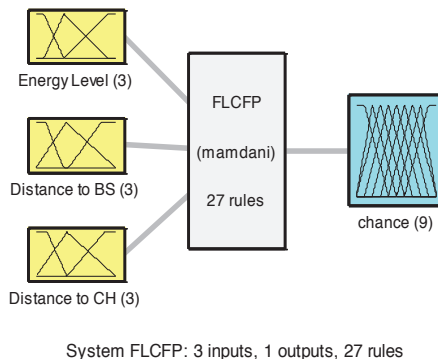 Energy Level (3)
Distance to BS (3)
Distance to CH (3)
FLCFP
(mamdani)
27 rules
chance (9)
System FLCFP: 3 inputs, 1 outputs, 27 rules